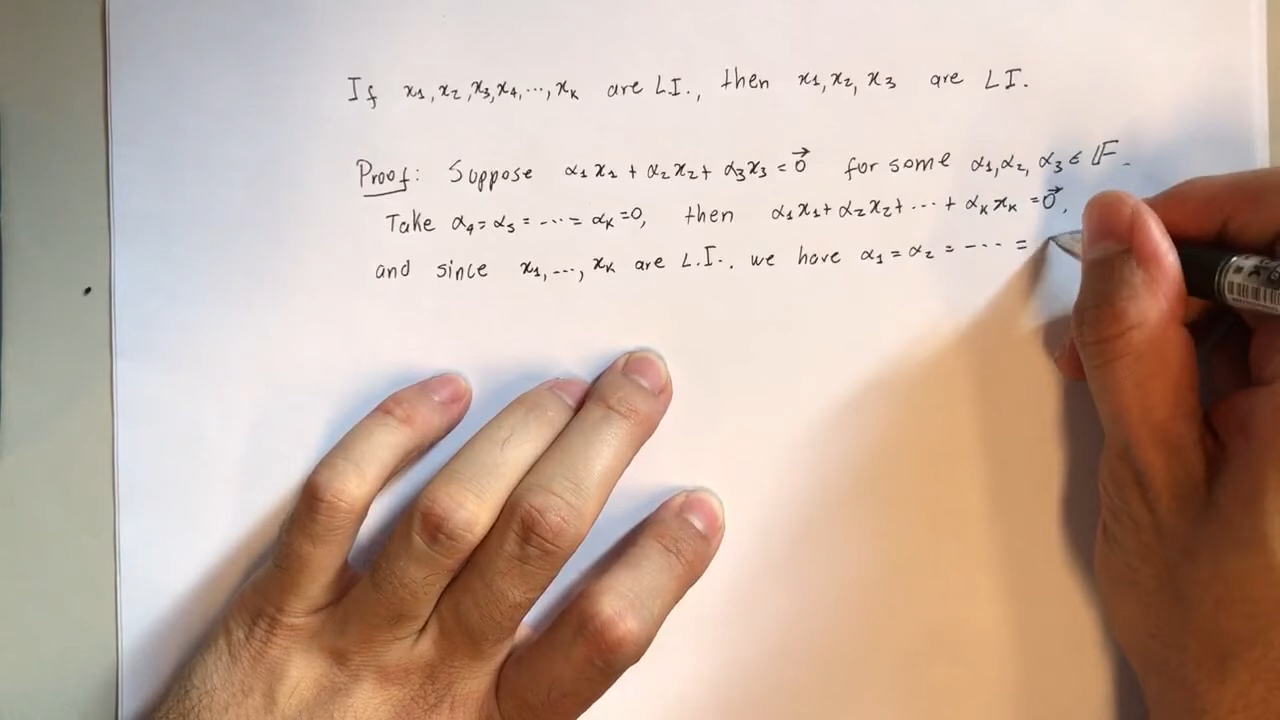 If x₁, x₂, x₃, x₄, ..., xₖ are L.I., then x₁, x₂, x₃ are L I.
Proof: Suppose α₁x₁ + α₂x₂ + α₃x₃ = 0⃗ for some α₁, α₂, α₃ ∈ 𝔽.
Take α₄ = α₅ = ---- = αₖ = 0, then α₁x₁ + α₂x₂ + ... + αₖxₖ = 0⃗,
and since x₁, ..., xₖ are L.I., we have α₁ = α₂ = ---- =